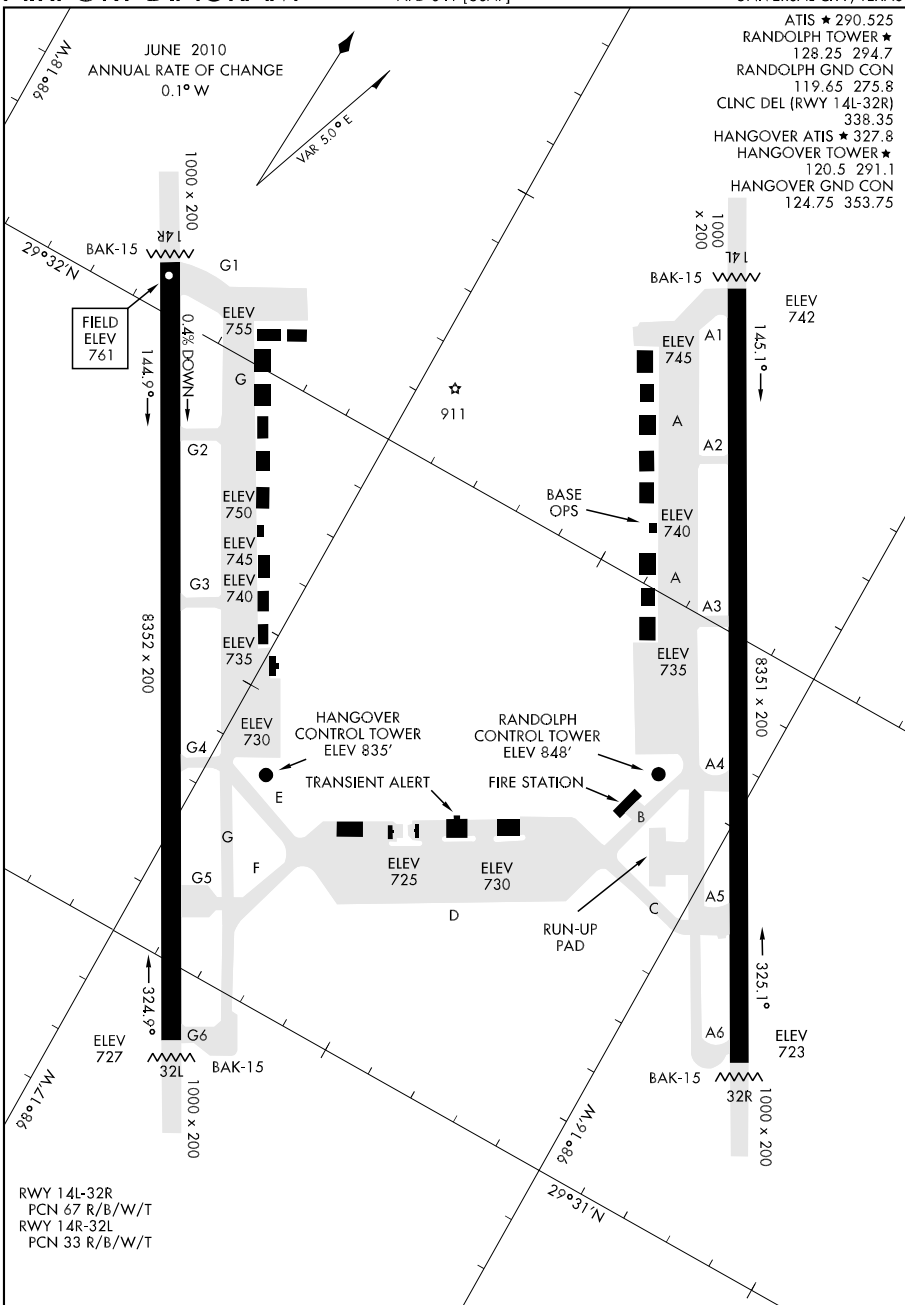 ATIS ★ 290.525
RANDOLPH TOWER ★
128.25 294.7
RANDOLPH GND CON
119.65 275.8
CLNC DEL (RWY 14L-32R)
338.35
HANGOVER ATIS ★ 327.8
HANGOVER TOWER ★
120.5 291.1
HANGOVER GND CON
124.75 353.75
JUNE 2010
ANNUAL RATE OF CHANGE
0.1° W
VAR 5.0° E
98°18'W
29°32'N
1000 x 200
14R
BAK-15
G1
FIELD
ELEV
761
0.4% DOWN
144.9°
ELEV
755
G
G2
ELEV
750
ELEV
745
G3
ELEV
740
ELEV
735
8352 x 200
ELEV
730
G4
911
1000
x 200
14L
BAK-15
ELEV
742
A1
145.1°
ELEV
745
A
A2
BASE
OPS
ELEV
740
A
A3
ELEV
735
8351 x 200
HANGOVER
CONTROL TOWER
ELEV 835'
RANDOLPH
CONTROL TOWER
ELEV 848'
TRANSIENT ALERT
FIRE STATION
A4
E
B
G
F
G5
ELEV
725
ELEV
730
D
C
A5
RUN-UP
PAD
324.9°
325.1°
G6
A6
ELEV
727
32L
BAK-15
1000 x 200
ELEV
723
BAK-15
32R
1000 x 200
98°17'W
98°16'W
29°31'N
RWY 14L-32R
PCN 67 R/B/W/T
RWY 14R-32L
PCN 33 R/B/W/T